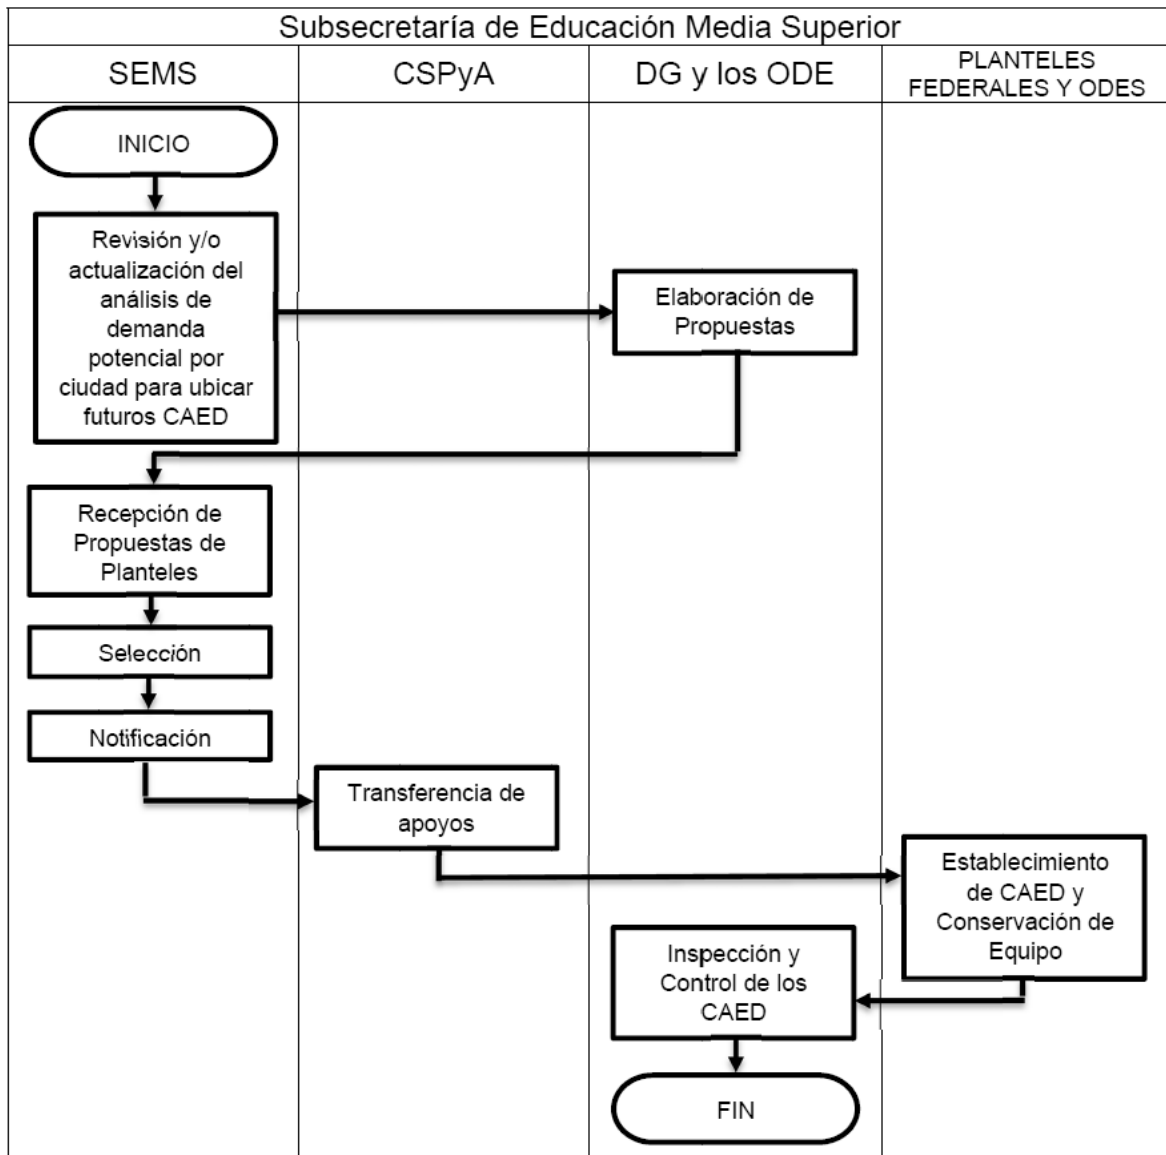 Subsecretaría de Educación Media Superior
SEMS
CSPyA
DG y los ODE
PLANTELES
FEDERALES Y ODES
INICIO
Revisión y/o
actualización del
análisis de
demanda
potencial por
ciudad para ubicar
futuros CAED
Elaboración de
Propuestas
Recepción de
Propuestas de
Planteles
Selección
Notificación
Transferencia de
apoyos
Establecimiento
de CAED y
Conservación de
Equipo
Inspección y
Control de los
CAED
FIN